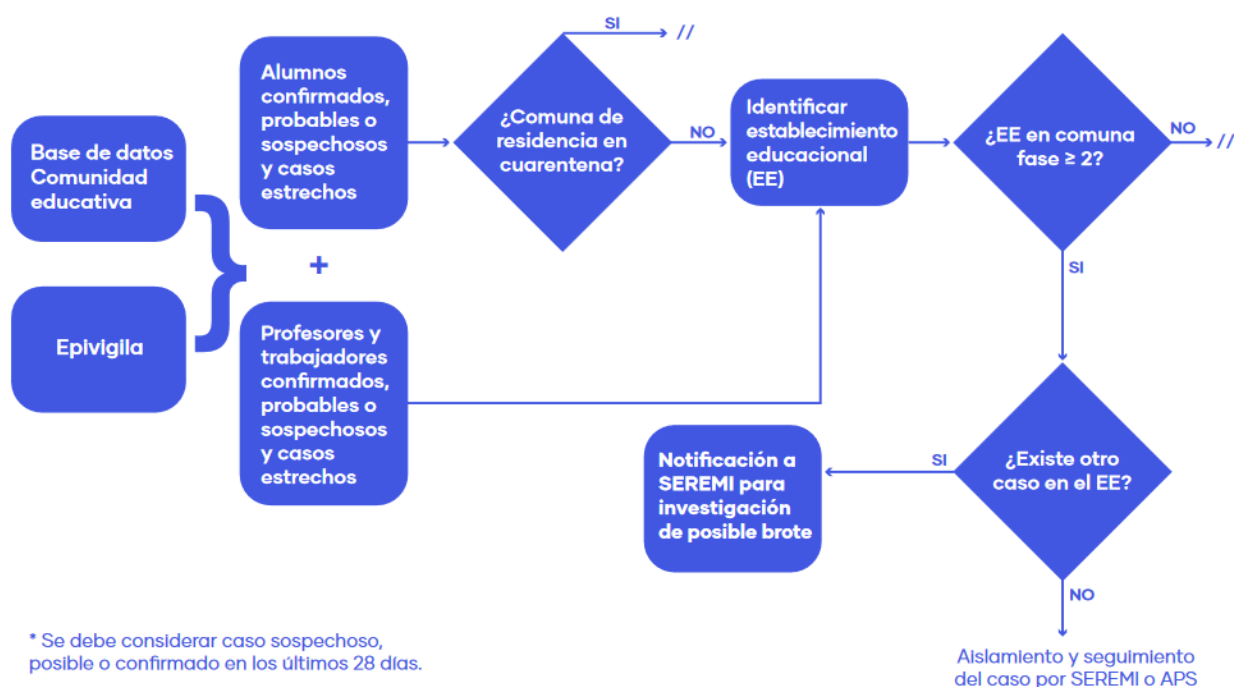 Base de datos
Comunidad
educativa
Epivigila
Alumnos
confirmados,
probables o
sospechosos
y casos
estrechos
+
Profesores y
trabajadores
confirmados,
probables o
sospechosos
y casos
estrechos
¿Comuna de
residencia en
cuarentena?
SI
//
NO
Identificar
establecimiento
educacional
(EE)
¿EE en comuna
fase ≥ 2?
NO
//
SI
¿Existe otro
caso en el EE?
SI
Notificación a
SEREMI para
investigación
de posible brote
NO
Aislamiento y seguimiento
del caso por SEREMI o APS
* Se debe considerar caso sospechoso,
posible o confirmado en los últimos 28 días.